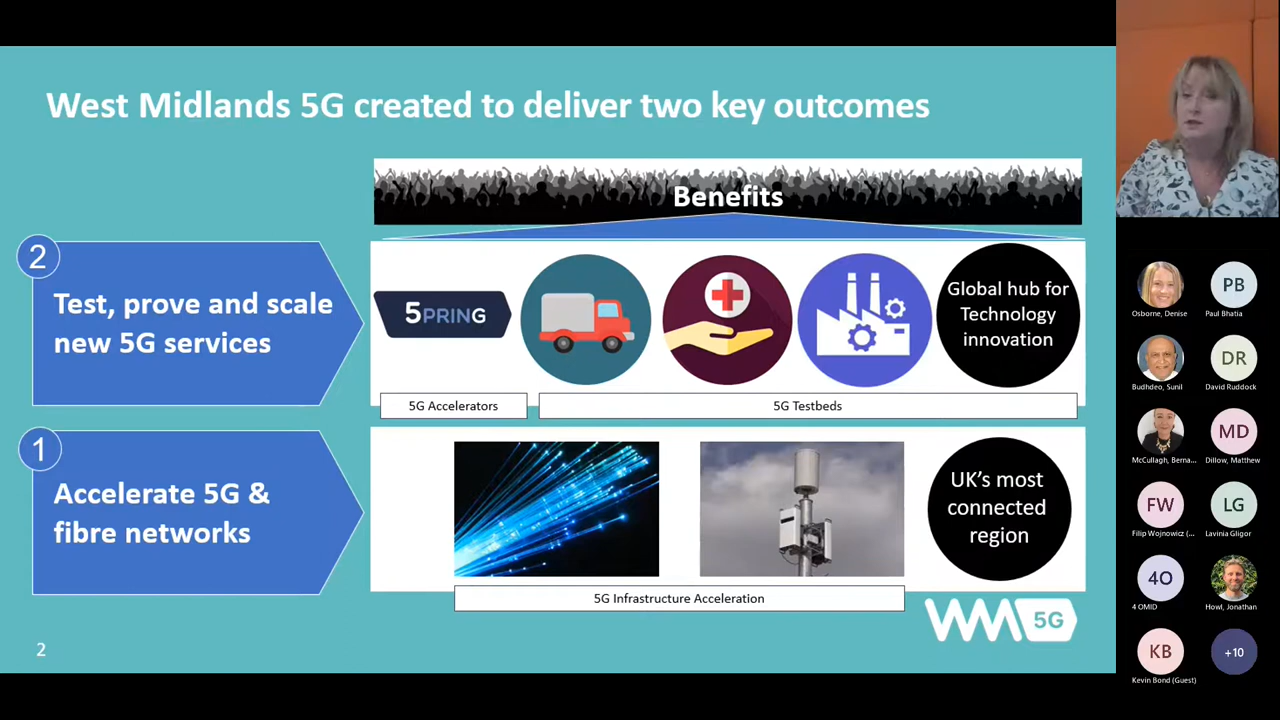 West Midlands 5G created to deliver two key outcomes
Benefits
2
Test, prove and scale
new 5G services
5PRING
Global hub for
Technology
innovation
5G Accelerators
5G Testbeds
1
Accelerate 5G &
fibre networks
UK's most
connected
region
5G Infrastructure Acceleration
WM 5G
2
PB
Osborne, Denise
Paul Bhatia
DR
Budhdeo, Sunil
David Ruddock
MD
McCullagh, Berna...
Dillow, Matthew
FW
LG
Filip Wojnowicz (...
Lavinia Gligor
4O
4 OMID
Howl, Jonathan
KB
+10
Kevin Bond (Guest)